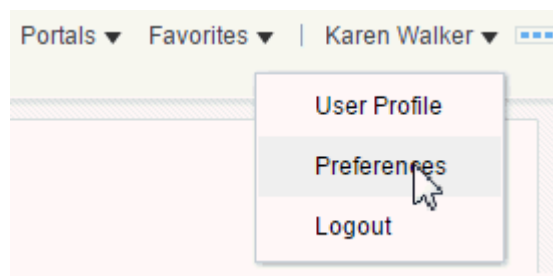 Portals ▼ Favorites ▼ | Karen Walker ▼
User Profile
Preferences
Logout